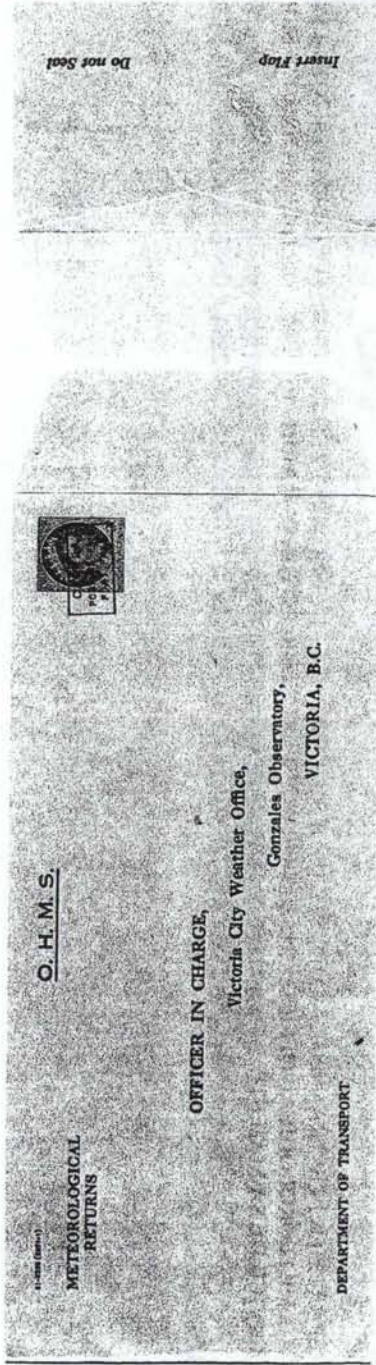 O. H. M. S.
METEOROLOGICAL
RETURNS
OFFICER IN CHARGE,
Victoria City Weather Office,
Gonzales Observatory,
VICTORIA, B.C.
DEPARTMENT OF TRANSPORT
Do not Seal
Insert Flap